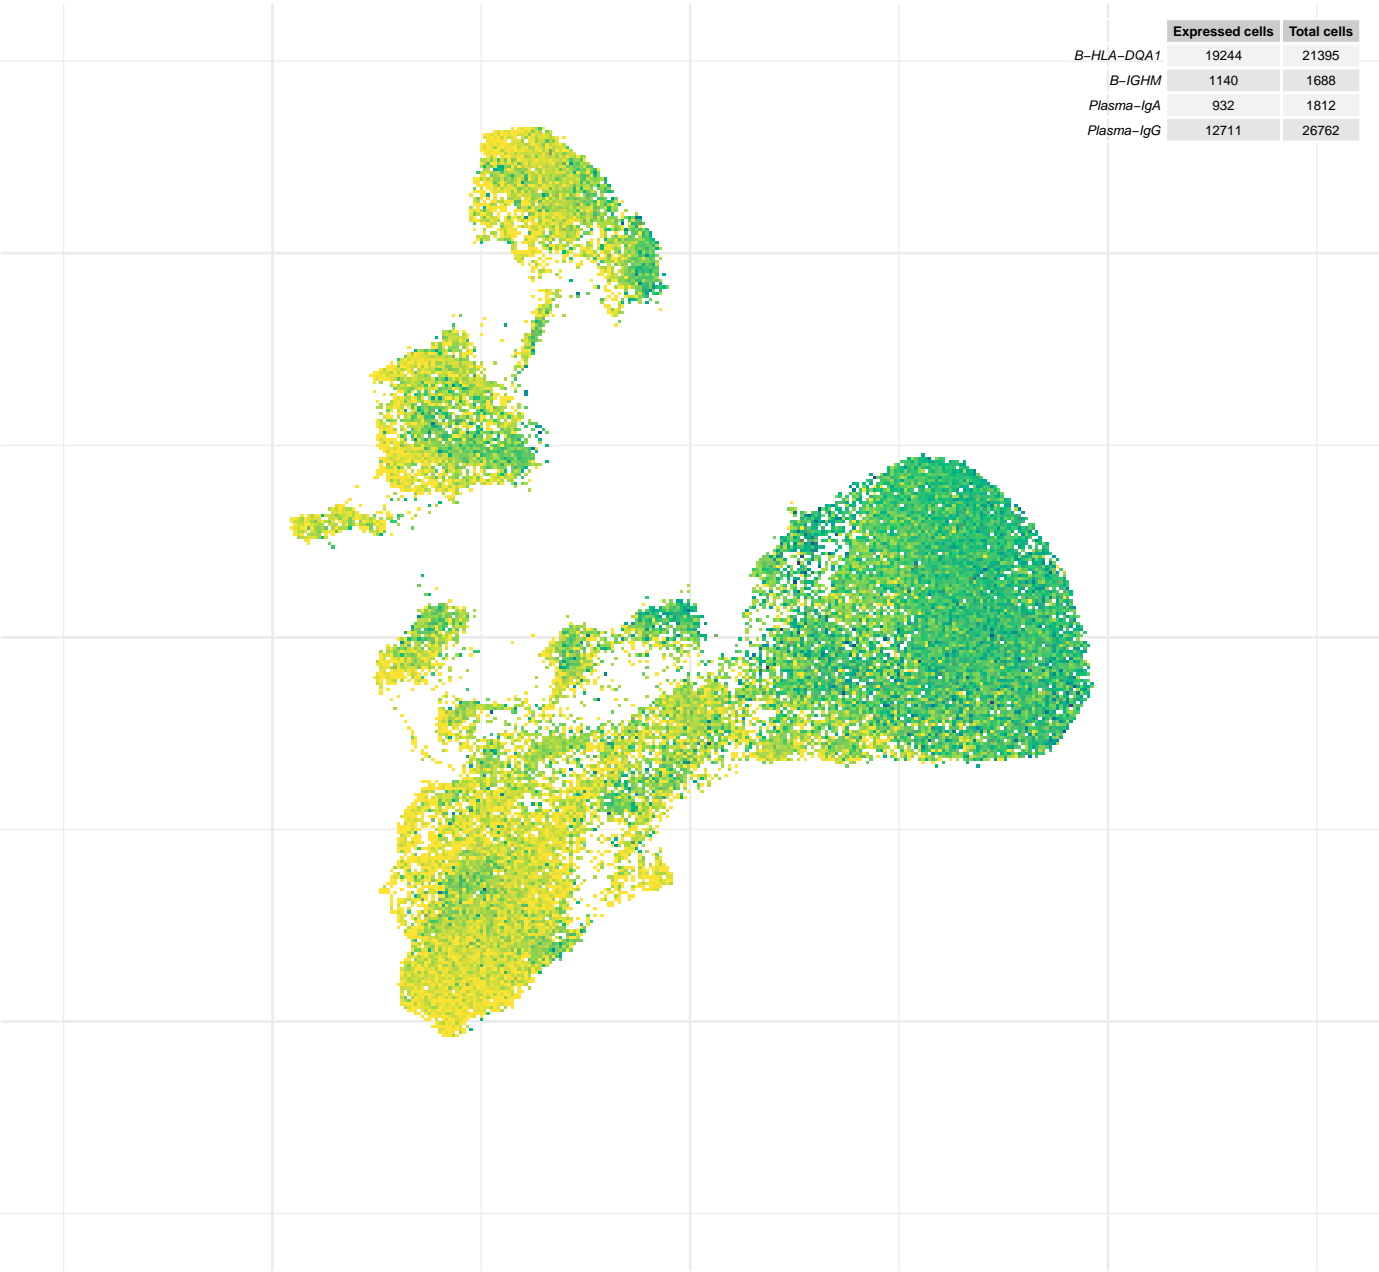 Expressed cells Total cells
B−HLA−DQA1 19244 21395
B−IGHM 1140 1688
Plasma−IgA 932 1812
Plasma−IgG 12711 26762